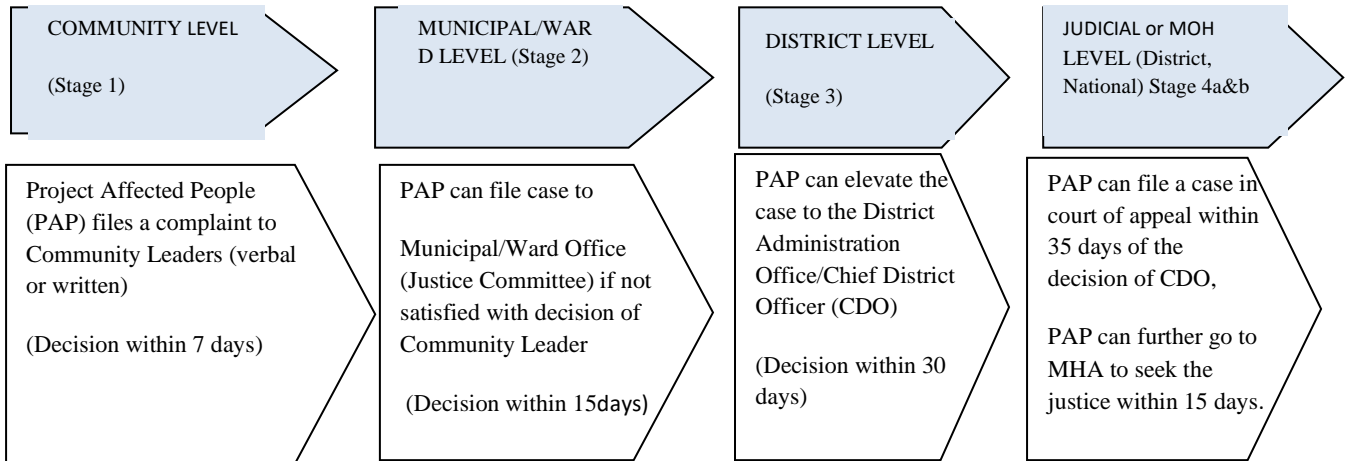 COMMUNITY LEVEL
(Stage 1)
MUNICIPAL/WAR
D LEVEL (Stage 2)
DISTRICT LEVEL
(Stage 3)
JUDICIAL or MOH
LEVEL (District,
National) Stage 4a&b
Project Affected People
(PAP) files a complaint to
Community Leaders (verbal
or written)
(Decision within 7 days)
PAP can file case to
Municipal/Ward Office
(Justice Committee) if not
satisfied with decision of
Community Leader
(Decision within 15days)
PAP can elevate the
case to the District
Administration
Office/Chief District
Officer (CDO)
(Decision within 30
days)
PAP can file a case in
court of appeal within
35 days of the
decision of CDO,
PAP can further go to
MHA to seek the
justice within 15 days.